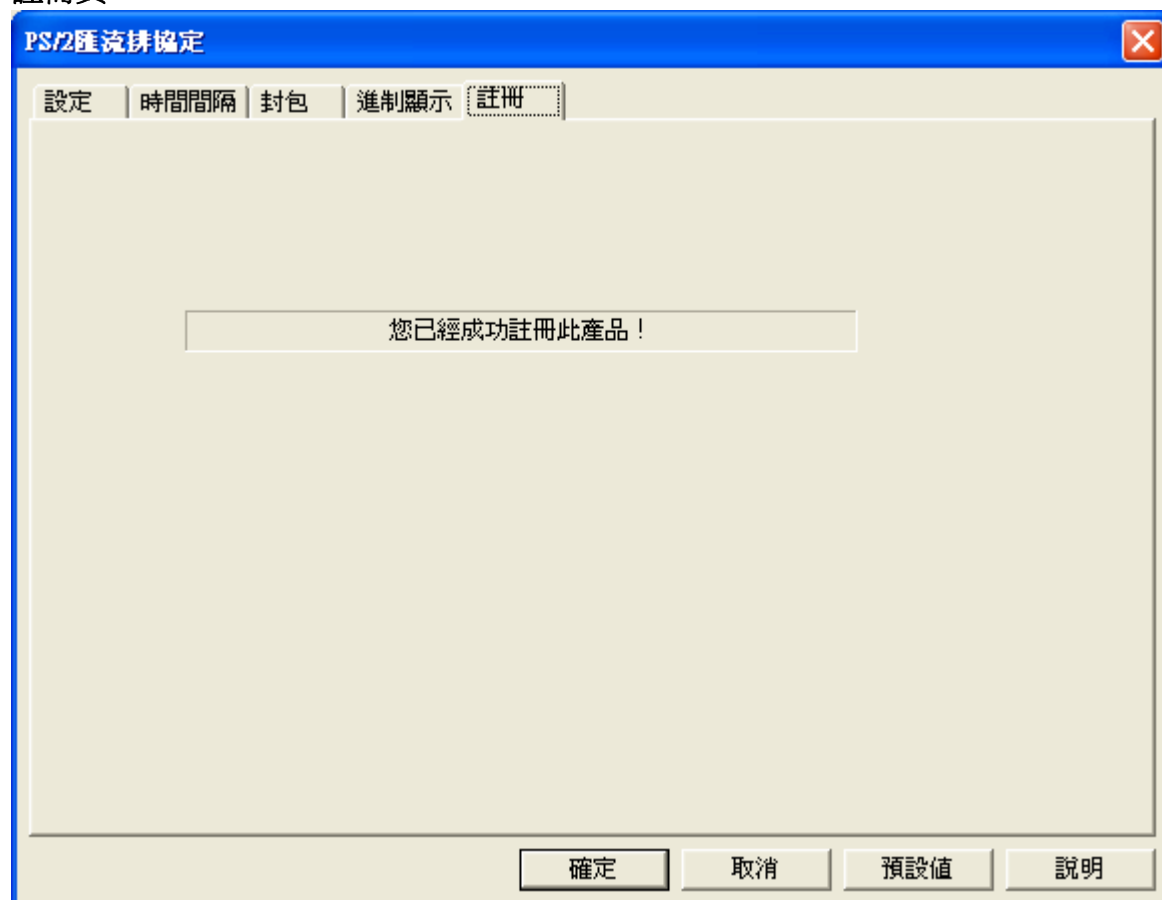 PS/2匯流排協定
設定 時間間隔 封包 進制顯示 註冊
您已經成功註冊此產品！
確定 取消 預設值 說明